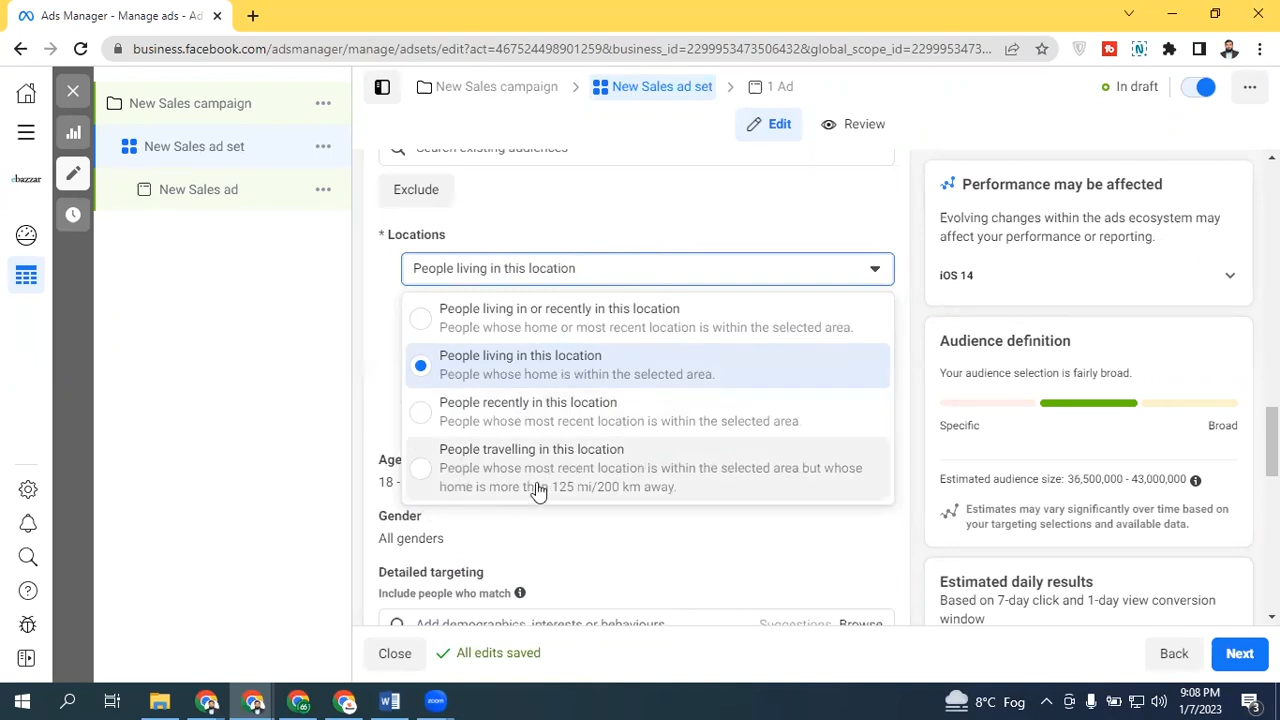 Ads Manager - Manage ads - Ad
business.facebook.com/adsmanager/manage/adsets/edit?act=467524498901259&business_id=2299953473506432&global_scope_id=2299953473...
New Sales campaign
New Sales ad set
New Sales ad
ebazzar
New Sales campaign
New Sales ad set
1 Ad
In draft
Edit
Review
Search existing audiences
Exclude
* Locations
People living in this location
People living in or recently in this location
People whose home or most recent location is within the selected area.
People living in this location
People whose home is within the selected area.
People recently in this location
People whose most recent location is within the selected area.
People travelling in this location
People whose most recent location is within the selected area but whose
home is more than 125 mi/200 km away.
Age
18 -
Gender
All genders
Detailed targeting
Include people who match
Add demographics, interests or behaviours
Suggestions
Browse
Performance may be affected
Evolving changes within the ads ecosystem may
affect your performance or reporting.
iOS 14
Audience definition
Your audience selection is fairly broad.
Specific
Broad
Estimated audience size: 36,500,000 - 43,000,000
Estimates may vary significantly over time based on
your targeting selections and available data.
Estimated daily results
Based on 7-day click and 1-day view conversion
window
Close
All edits saved
Back
Next
8°C Fog
9:08 PM
1/7/2023
3